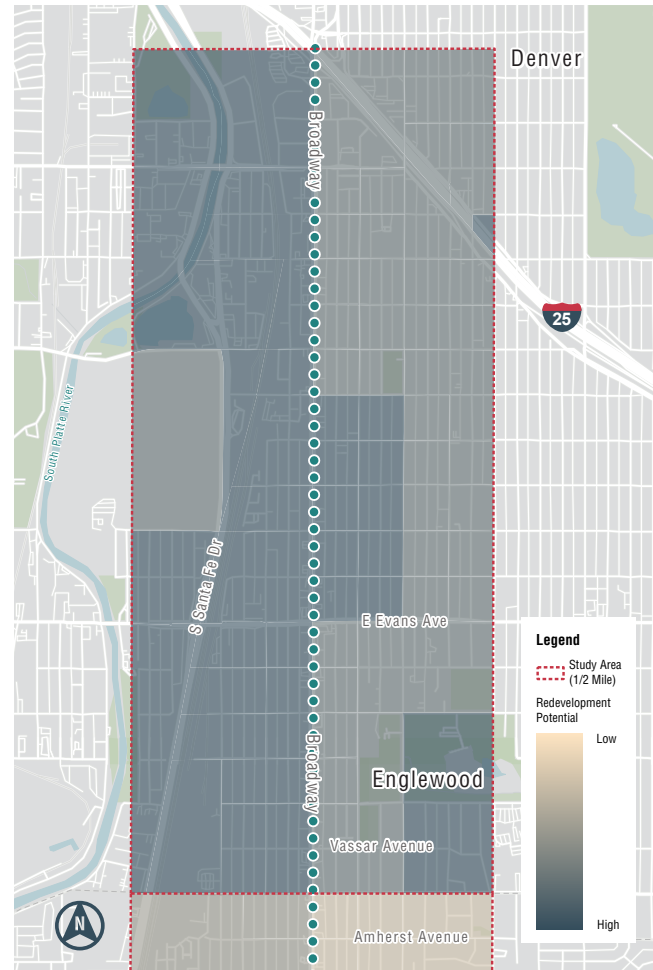 Denver
Broadway
25
South Platte River
S Santa Fe Dr
E Evans Ave
Broadway
Englewood
Vassar Avenue
Amherst Avenue
N
Legend
Study Area
(1/2 Mile)
Redevelopment
Potential
Low
High